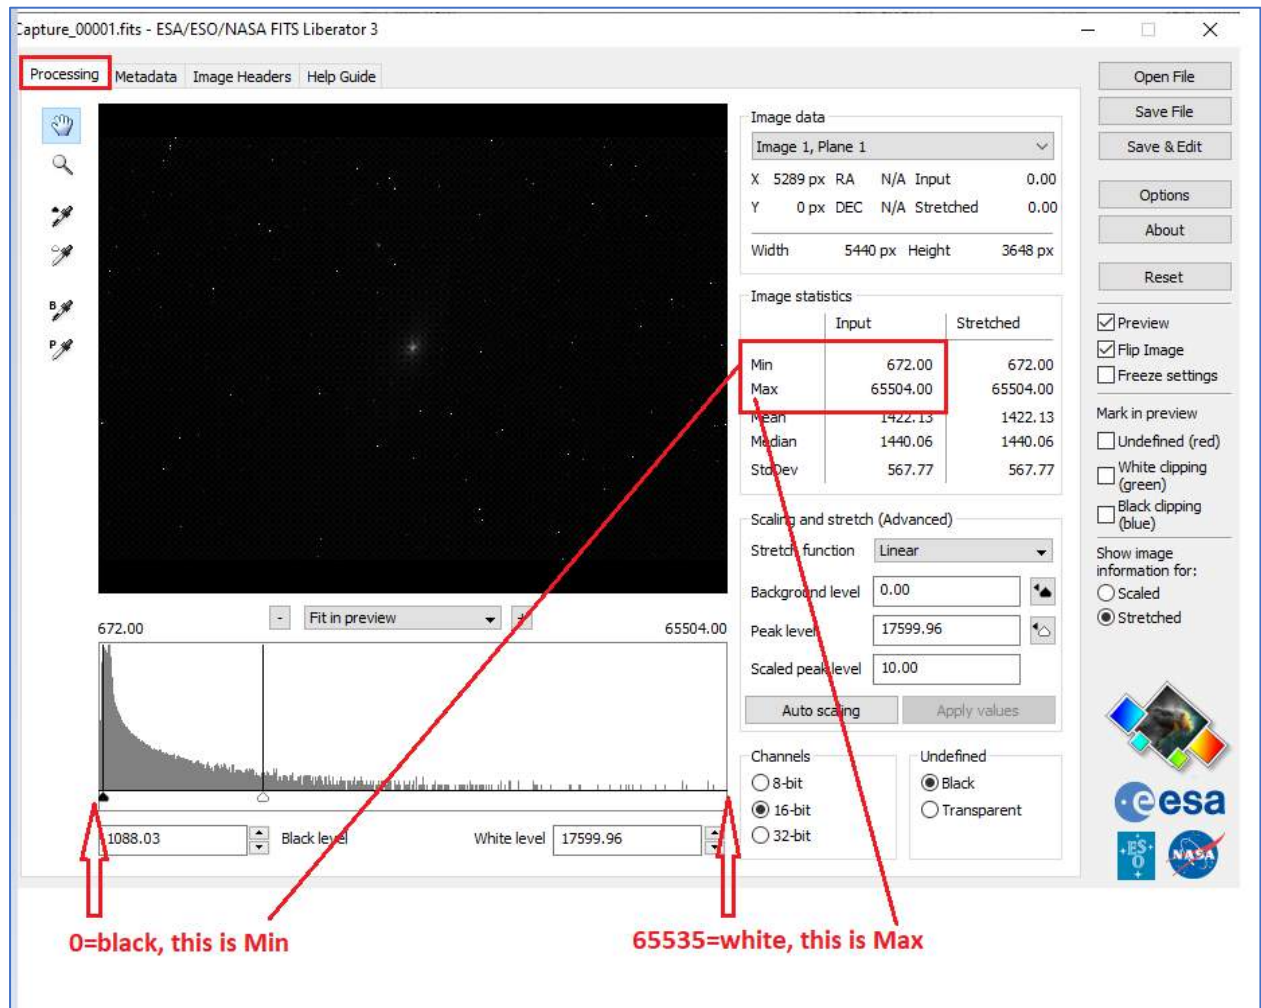 Capture_00001.fits - ESA/ESO/NASA FITS Liberator 3
Processing Metadata Image Headers Help Guide
Open File
Save File
Save & Edit
Options
About
Reset
Preview
Flip Image
Freeze settings
Mark in preview
Undefined (red)
White clipping
(green)
Black clipping
(blue)
Show image
information for:
Scaled
Stretched
B
P
Image data
Image 1, Plane 1
X 5289 px RA N/A Input 0.00
Y 0 px DEC N/A Stretched 0.00
Width 5440 px Height 3648 px
Image statistics
Input Stretched
Min 672.00 672.00
Max 65504.00 65504.00
Mean 1422.13 1422.13
Median 1440.06 1440.06
StdDev 567.77 567.77
Scaling and stretch (Advanced)
Stretch function Linear
Background level 0.00
Peak level 17599.96
Scaled peak level 10.00
Auto scaling Apply values
Channels
8-bit
16-bit
32-bit
Undefined
Black
Transparent
- Fit in preview +
672.00 65504.00
1088.03 Black level White level 17599.96
esa
ESO
NASA
0=black, this is Min
65535=white, this is Max